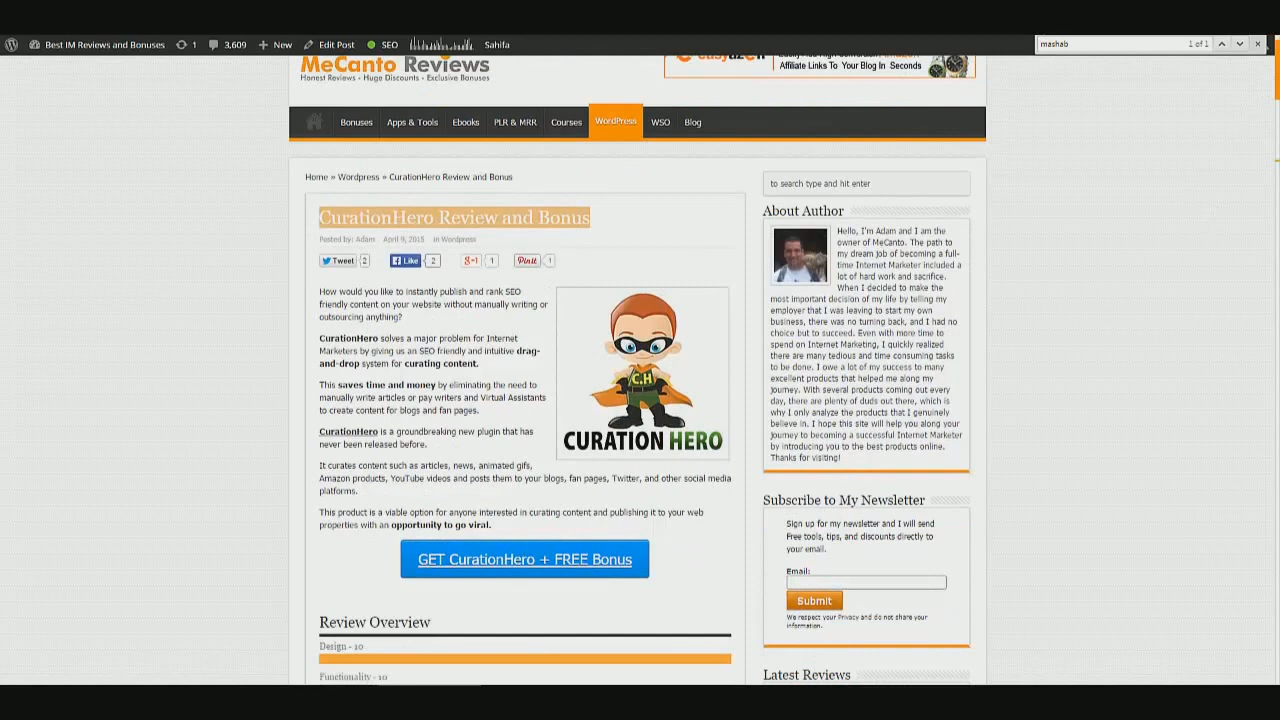 Best IM Reviews and Bonuses 1 3,609 New Edit Post SEO Sahifa
mashab 1 of 1
MeCanto Reviews
Honest Reviews - Huge Discounts - Exclusive Bonuses
Affiliate Links To Your Blog In Seconds
Bonuses Apps & Tools Ebooks PLR & MRR Courses WordPress WSO Blog
Home » Wordpress » CurationHero Review and Bonus
CurationHero Review and Bonus
Posted by: Adam April 9, 2015 in Wordpress
Tweet 2 Like 2 g+1 1 Pin it 1
How would you like to instantly publish and rank SEO
friendly content on your website without manually writing or
outsourcing anything?
CurationHero solves a major problem for Internet
Marketers by giving us an SEO friendly and intuitive drag-
and-drop system for curating content.
This saves time and money by eliminating the need to
manually write articles or pay writers and Virtual Assistants
to create content for blogs and fan pages.
CurationHero is a groundbreaking new plugin that has
never been released before.
It curates content such as articles, news, animated gifs,
Amazon products, YouTube videos and posts them to your blogs, fan pages, Twitter, and other social media
platforms.
This product is a viable option for anyone interested in curating content and publishing it to your web
properties with an opportunity to go viral.
C.H
CURATION HERO
GET CurationHero + FREE Bonus
Review Overview
Design - 10
Functionality - 10
to search type and hit enter
About Author
Hello, I'm Adam and I am the
owner of MeCanto. The path to
my dream job of becoming a full-
time Internet Marketer included a
lot of hard work and sacrifice.
When I decided to make the
most important decision of my life by telling my
employer that I was leaving to start my own
business, there was no turning back, and I had no
choice but to succeed. Even with more time to
spend on Internet Marketing, I quickly realized
there are many tedious and time consuming tasks
to be done. I owe a lot of my success to many
excellent products that helped me along my
journey. With several products coming out every
day, there are plenty of duds out there, which is
why I only analyze the products that I genuinely
believe in. I hope this site will help you along your
journey to becoming a successful Internet Marketer
by introducing you to the best products online.
Thanks for visiting!
Subscribe to My Newsletter
Sign up for my newsletter and I will send
Free tools, tips, and discounts directly to
your email.
Email:
Submit
We respect your Privacy and do not share your
information.
Latest Reviews